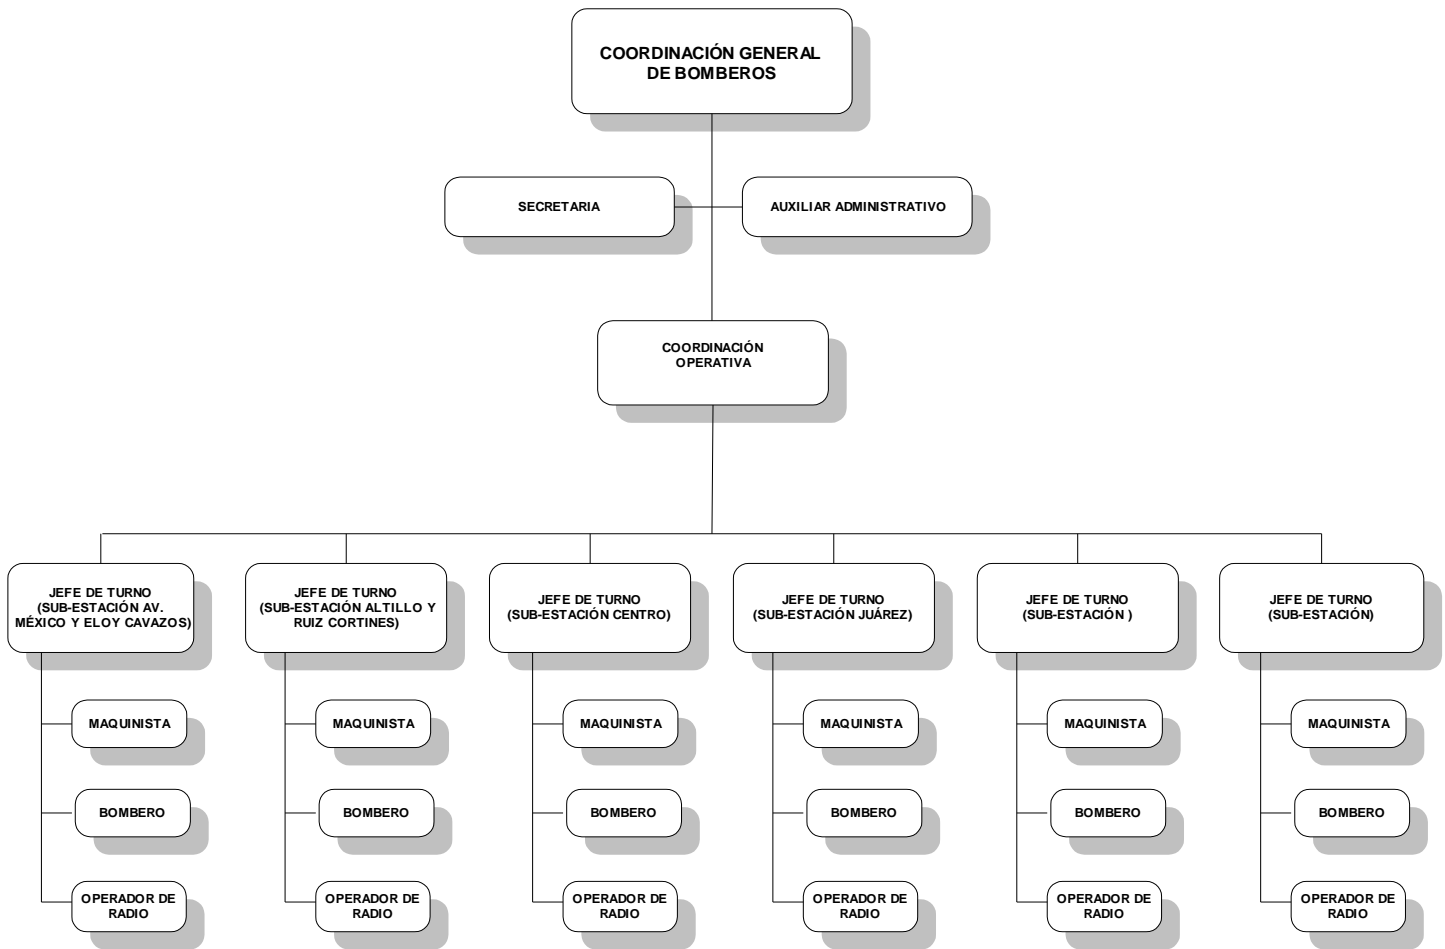 COORDINACIÓN GENERAL
DE BOMBEROS
SECRETARIA
AUXILIAR ADMINISTRATIVO
COORDINACIÓN
OPERATIVA
JEFE DE TURNO
(SUB-ESTACIÓN AV.
MÉXICO Y ELOY CAVAZOS)
JEFE DE TURNO
(SUB-ESTACIÓN ALTILLO Y
RUIZ CORTINES)
JEFE DE TURNO
(SUB-ESTACIÓN CENTRO)
JEFE DE TURNO
(SUB-ESTACIÓN JUÁREZ)
JEFE DE TURNO
(SUB-ESTACIÓN )
JEFE DE TURNO
(SUB-ESTACIÓN)
MAQUINISTA
MAQUINISTA
MAQUINISTA
MAQUINISTA
MAQUINISTA
MAQUINISTA
BOMBERO
BOMBERO
BOMBERO
BOMBERO
BOMBERO
BOMBERO
OPERADOR DE
RADIO
OPERADOR DE
RADIO
OPERADOR DE
RADIO
OPERADOR DE
RADIO
OPERADOR DE
RADIO
OPERADOR DE
RADIO